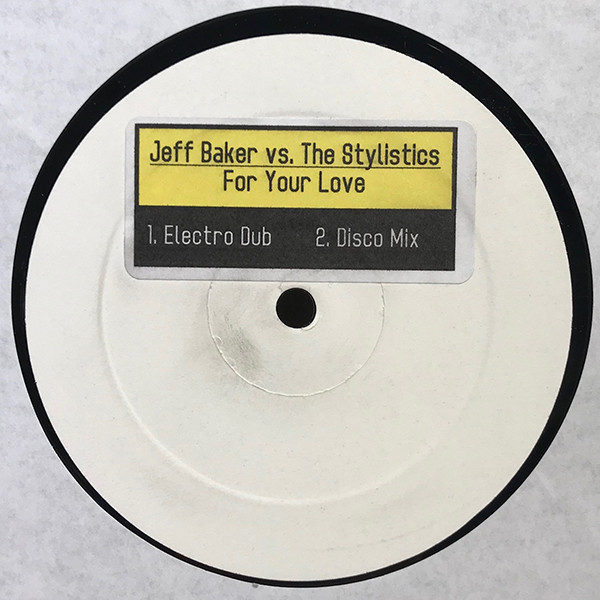 Jeff Baker vs. The Stylistics
For Your Love
1. Electro Dub 2. Disco Mix